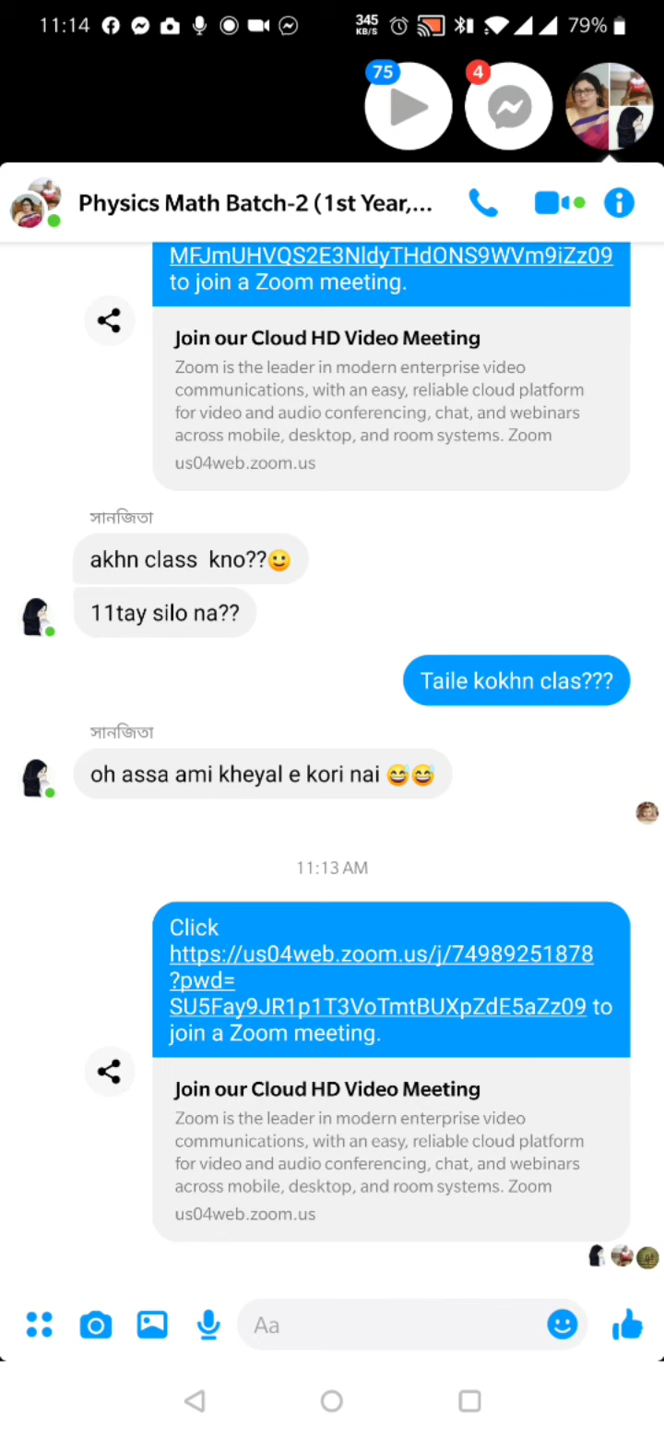 11:14
345
KB/S
79%
75
4
Physics Math Batch-2 (1st Year,...
MFJmUHVQS2E3NldyTHdONS9WVm9iZz09
to join a Zoom meeting.
Join our Cloud HD Video Meeting
Zoom is the leader in modern enterprise video
communications, with an easy, reliable cloud platform
for video and audio conferencing, chat, and webinars
across mobile, desktop, and room systems. Zoom
us04web.zoom.us
সানজিতা
akhn class kno??🙂
11tay silo na??
Taile kokhn clas???
সানজিতা
oh assa ami kheyal e kori nai 😅😅
11:13 AM
Click
https://us04web.zoom.us/j/74989251878
?pwd=
SU5Fay9JR1p1T3VoTmtBUXpZdE5aZz09 to
join a Zoom meeting.
Join our Cloud HD Video Meeting
Zoom is the leader in modern enterprise video
communications, with an easy, reliable cloud platform
for video and audio conferencing, chat, and webinars
across mobile, desktop, and room systems. Zoom
us04web.zoom.us
Aa